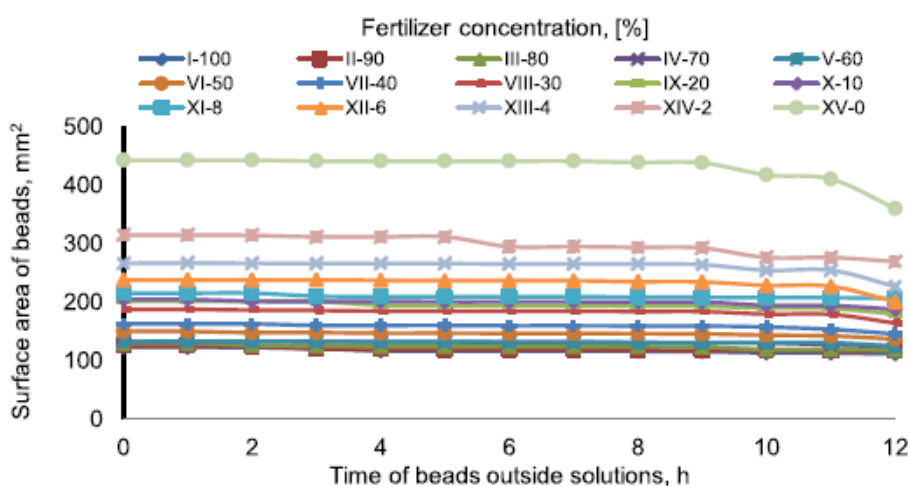 Fertilizer concentration, [%]
I-100 II-90 III-80 IV-70 V-60
VI-50 VII-40 VIII-30 IX-20 X-10
XI-8 XII-6 XIII-4 XIV-2 XV-0
Surface area of beads, mm²
500
400
300
200
100
0
0 2 4 6 8 10 12
Time of beads outside solutions, h